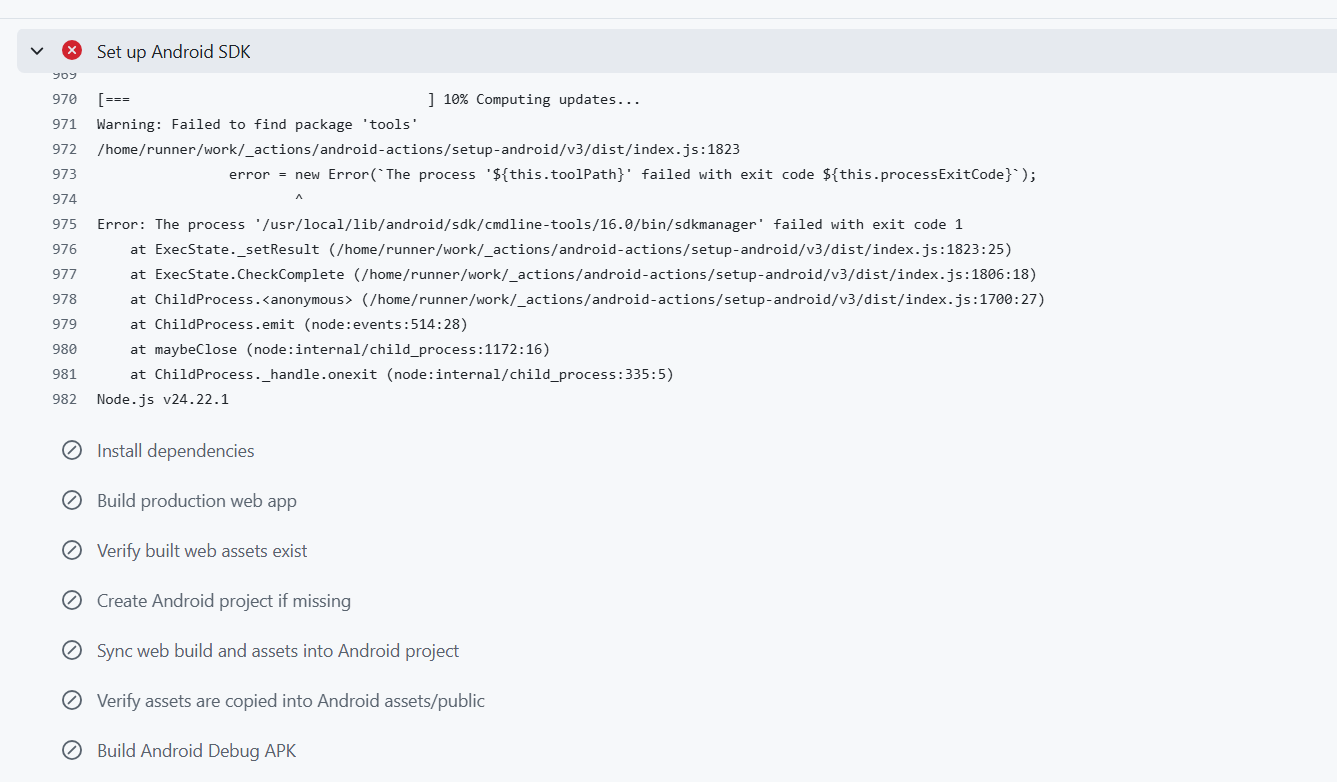 Set up Android SDK
969
970 [===                                    ] 10% Computing updates...
971 Warning: Failed to find package 'tools'
972 /home/runner/work/_actions/android-actions/setup-android/v3/dist/index.js:1823
973                 error = new Error(`The process '${this.toolPath}' failed with exit code ${this.processExitCode}`);
974                         ^
975 Error: The process '/usr/local/lib/android/sdk/cmdline-tools/16.0/bin/sdkmanager' failed with exit code 1
976     at ExecState._setResult (/home/runner/work/_actions/android-actions/setup-android/v3/dist/index.js:1823:25)
977     at ExecState.CheckComplete (/home/runner/work/_actions/android-actions/setup-android/v3/dist/index.js:1806:18)
978     at ChildProcess.<anonymous> (/home/runner/work/_actions/android-actions/setup-android/v3/dist/index.js:1700:27)
979     at ChildProcess.emit (node:events:514:28)
980     at maybeClose (node:internal/child_process:1172:16)
981     at ChildProcess._handle.onexit (node:internal/child_process:335:5)
982 Node.js v24.22.1
Install dependencies
Build production web app
Verify built web assets exist
Create Android project if missing
Sync web build and assets into Android project
Verify assets are copied into Android assets/public
Build Android Debug APK